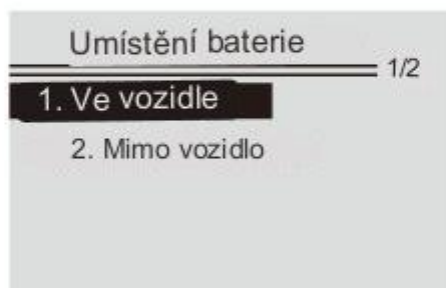 Umístění baterie
1/2
1. Ve vozidle
2. Mimo vozidlo